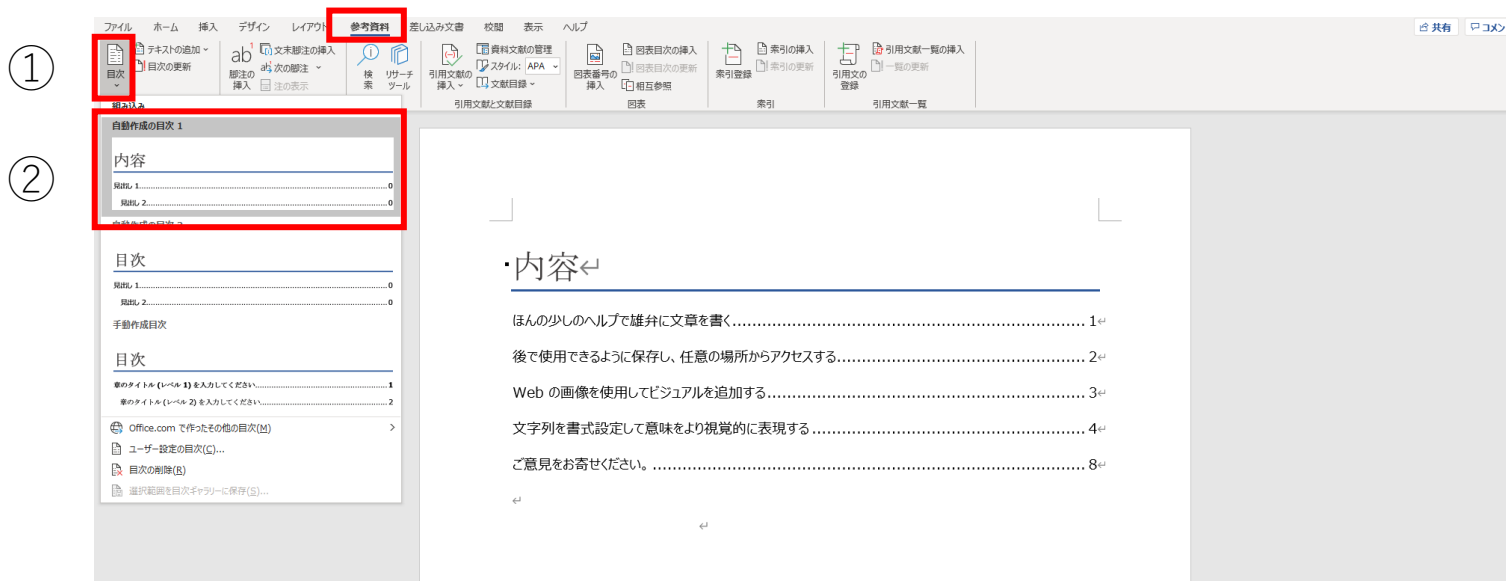 ファイル ホーム 挿入 デザイン レイアウト 参考資料 差し込み文書 校閲 表示 ヘルプ 共有 コメン
①
目次
テキストの追加
目次の更新
ab¹ 脚注の挿入
文末脚注の挿入
次の脚注
注の表示
検索
リサーチ ツール
引用文献の挿入
資料文献の管理
スタイル: APA
文献目録
引用文献と文献目録
図表番号の挿入
図表目次の挿入
図表目次の更新
相互参照
図表
索引登録
索引の挿入
索引の更新
索引
引用文の登録
引用文献一覧の挿入
一覧の更新
引用文献一覧
②
組み込み
自動作成の目次 1
内容
見出し 1 0
見出し 2 0
自動作成の目次 2
目次
見出し 1 0
見出し 2 0
手動作成目次
目次
章のタイトル (レベル 1) を入力してください 1
章のタイトル (レベル 2) を入力してください 2
Office.com で作ったその他の目次(M)
ユーザー設定の目次(C)...
目次の削除(R)
選択範囲を目次ギャラリーに保存(S)...
内容
ほんの少しのヘルプで雄弁に文章を書く 1
後で使用できるように保存し、任意の場所からアクセスする 2
Web の画像を使用してビジュアルを追加する 3
文字列を書式設定して意味をより視覚的に表現する 4
ご意見をお寄せください。 8